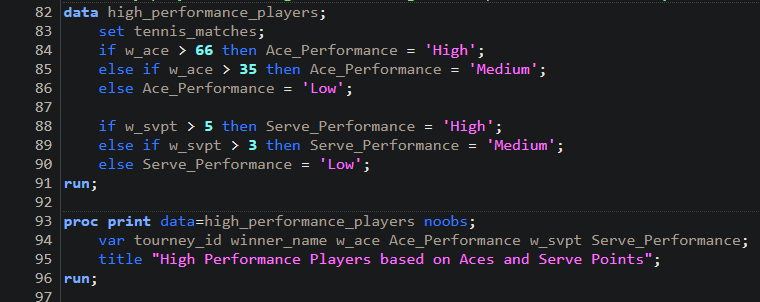 82 data high_performance_players;
83     set tennis_matches;
84     if w_ace > 66 then Ace_Performance = 'High';
85     else if w_ace > 35 then Ace_Performance = 'Medium';
86     else Ace_Performance = 'Low';
87
88     if w_svpt > 5 then Serve_Performance = 'High';
89     else if w_svpt > 3 then Serve_Performance = 'Medium';
90     else Serve_Performance = 'Low';
91 run;
92
93 proc print data=high_performance_players noobs;
94     var tourney_id winner_name w_ace Ace_Performance w_svpt Serve_Performance;
95     title "High Performance Players based on Aces and Serve Points";
96 run;
97